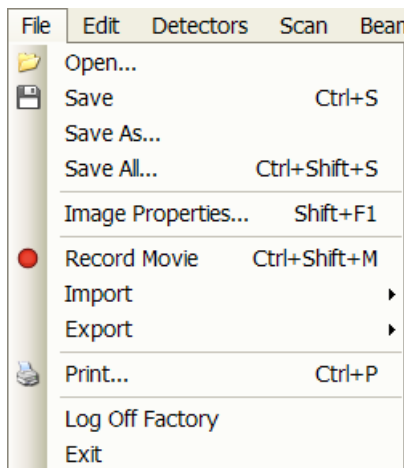 File Edit Detectors Scan Bear
Open...
Save Ctrl+S
Save As...
Save All... Ctrl+Shift+S
Image Properties... Shift+F1
Record Movie Ctrl+Shift+M
Import
Export
Print... Ctrl+P
Log Off Factory
Exit